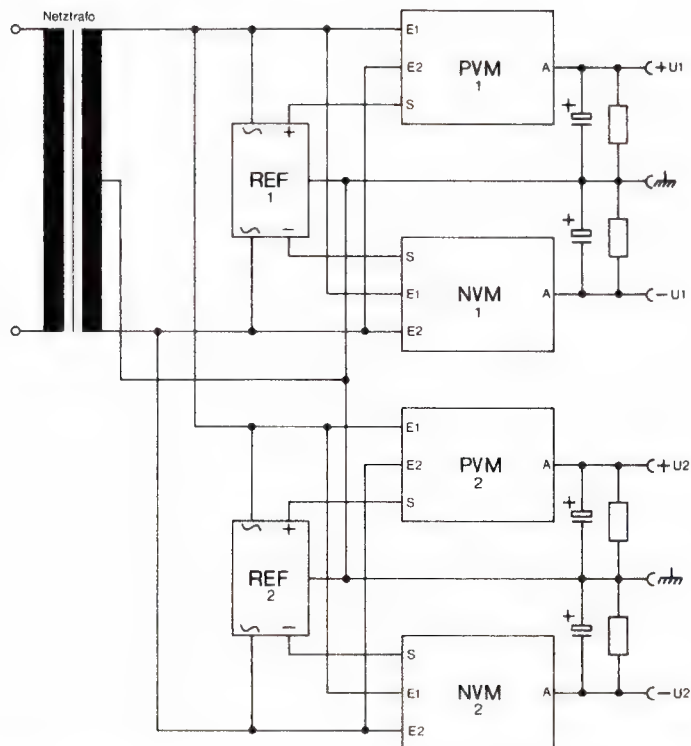 Netztrafo
E1
E2
S
PVM
1
A
+U1
+
REF
1
+
−
S
E1
E2
NVM
1
A
+
−U1
E1
E2
S
PVM
2
A
+U2
+
REF
2
+
−
S
E1
E2
NVM
2
A
+
−U2